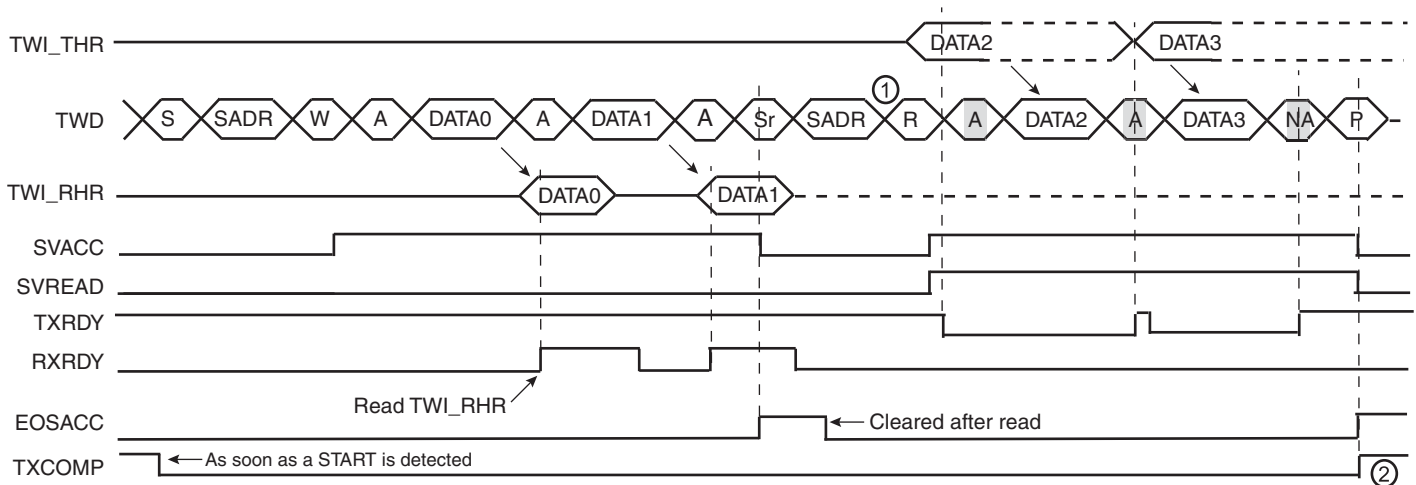 TWI_THR DATA2 DATA3
①
TWD S SADR W A DATA0 A DATA1 A Sr SADR R A DATA2 A DATA3 NA P
TWI_RHR DATA0 DATA1
SVACC
SVREAD
TXRDY
RXRDY
Read TWI_RHR
EOSACC Cleared after read
TXCOMP As soon as a START is detected ②